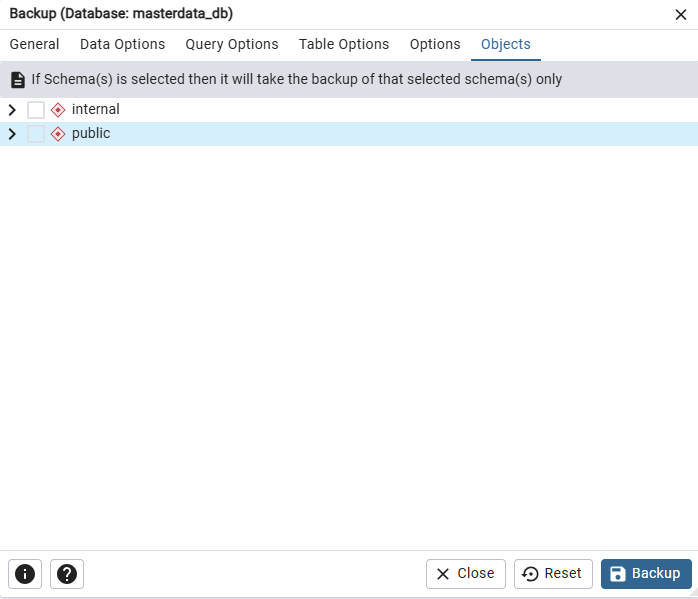 Backup (Database: masterdata_db)
General Data Options Query Options Table Options Options Objects
If Schema(s) is selected then it will take the backup of that selected schema(s) only
internal
public
Close Reset Backup